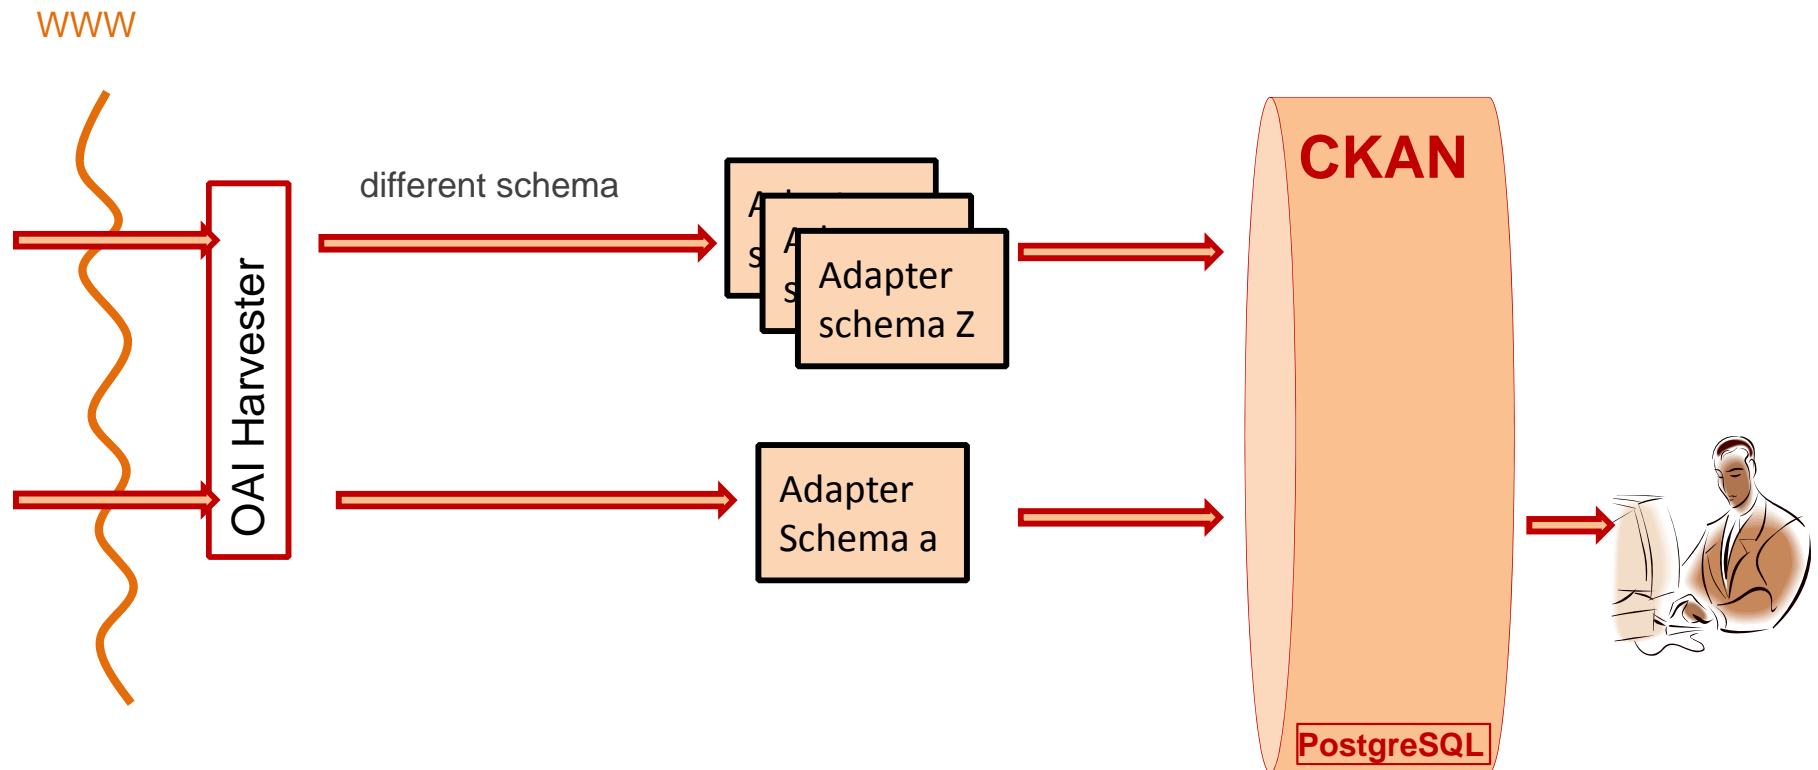 WWW
different schema
OAI Harvester
Adapter
schema Z
Adapter
Schema a
CKAN
PostgreSQL